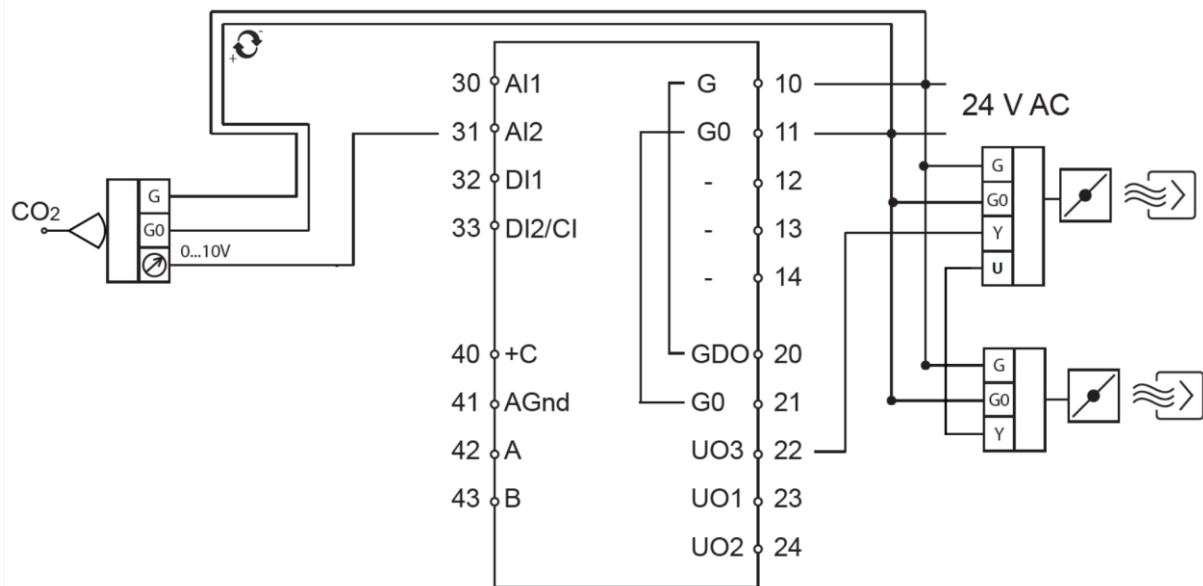 30 AI1
31 AI2
32 DI1
33 DI2/CI
40 +C
41 AGnd
42 A
43 B
G 10
G0 11
- 12
- 13
- 14
GDO 20
G0 21
UO3 22
UO1 23
UO2 24
CO2
G
G0
0...10V
+
-
24 V AC
G
G0
Y
U
G
G0
Y